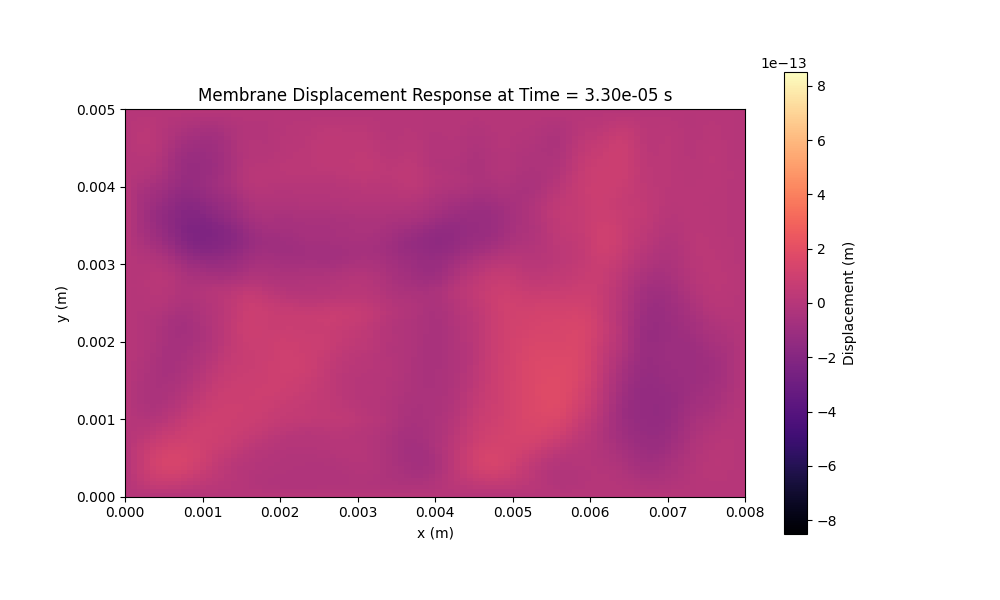 1e−13
Membrane Displacement Response at Time = 3.30e-05 s
0.005
0.004
0.003
0.002
0.001
0.000
y (m)
0.000 0.001 0.002 0.003 0.004 0.005 0.006 0.007 0.008
x (m)
8
6
4
2
0
−2
−4
−6
−8
Displacement (m)